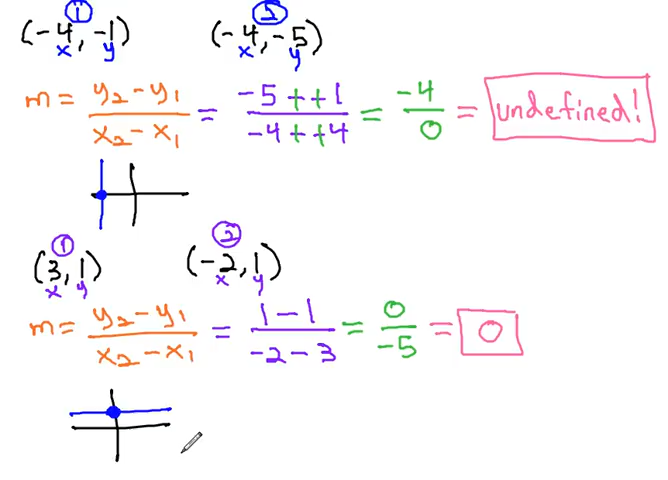 ① ②
(-4, -1) (-4, -5)
x y x y
m = y₂-y₁/x₂-x₁ = -5++1/-4++4 = -4/0 = undefined!
① ②
(3, 1) (-2, 1)
x y x y
m = y₂-y₁/x₂-x₁ = 1-1/-2-3 = 0/-5 = 0